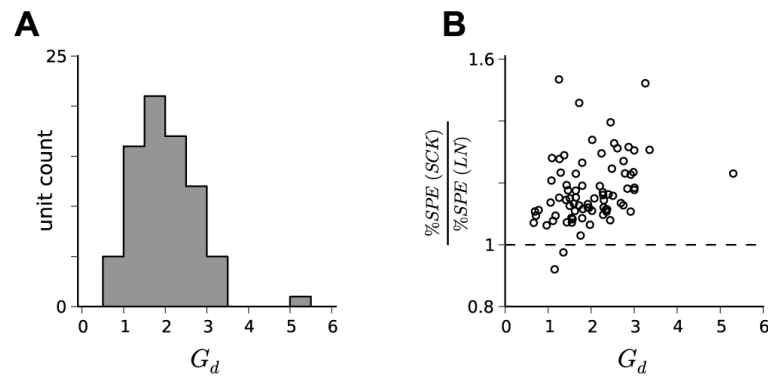 A
B
25
0
unit count
0 1 2 3 4 5 6
G_d
1.6
1
0.8
%SPE (SCK)
%SPE (LN)
0 1 2 3 4 5 6
G_d